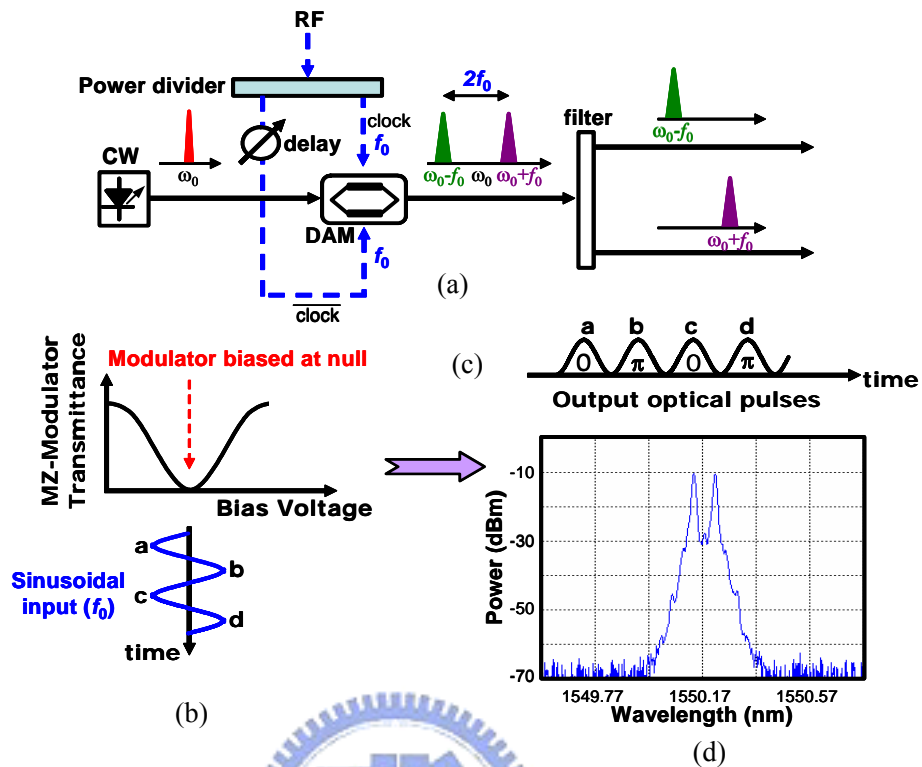 RF
Power divider
clock
f₀
delay
CW
ω₀
DAM
f₀
clock
2f₀
ω₀-f₀ ω₀ ω₀+f₀
filter
ω₀-f₀
ω₀+f₀
(a)
Modulator biased at null
MZ-Modulator
Transmittance
Bias Voltage
a
b
c
d
Sinusoidal
input (f₀)
time
(b)
(c)
a b c d
0 π 0 π
time
Output optical pulses
Power (dBm)
-10
-30
-50
-70
1549.77 1550.17 1550.57
Wavelength (nm)
(d)